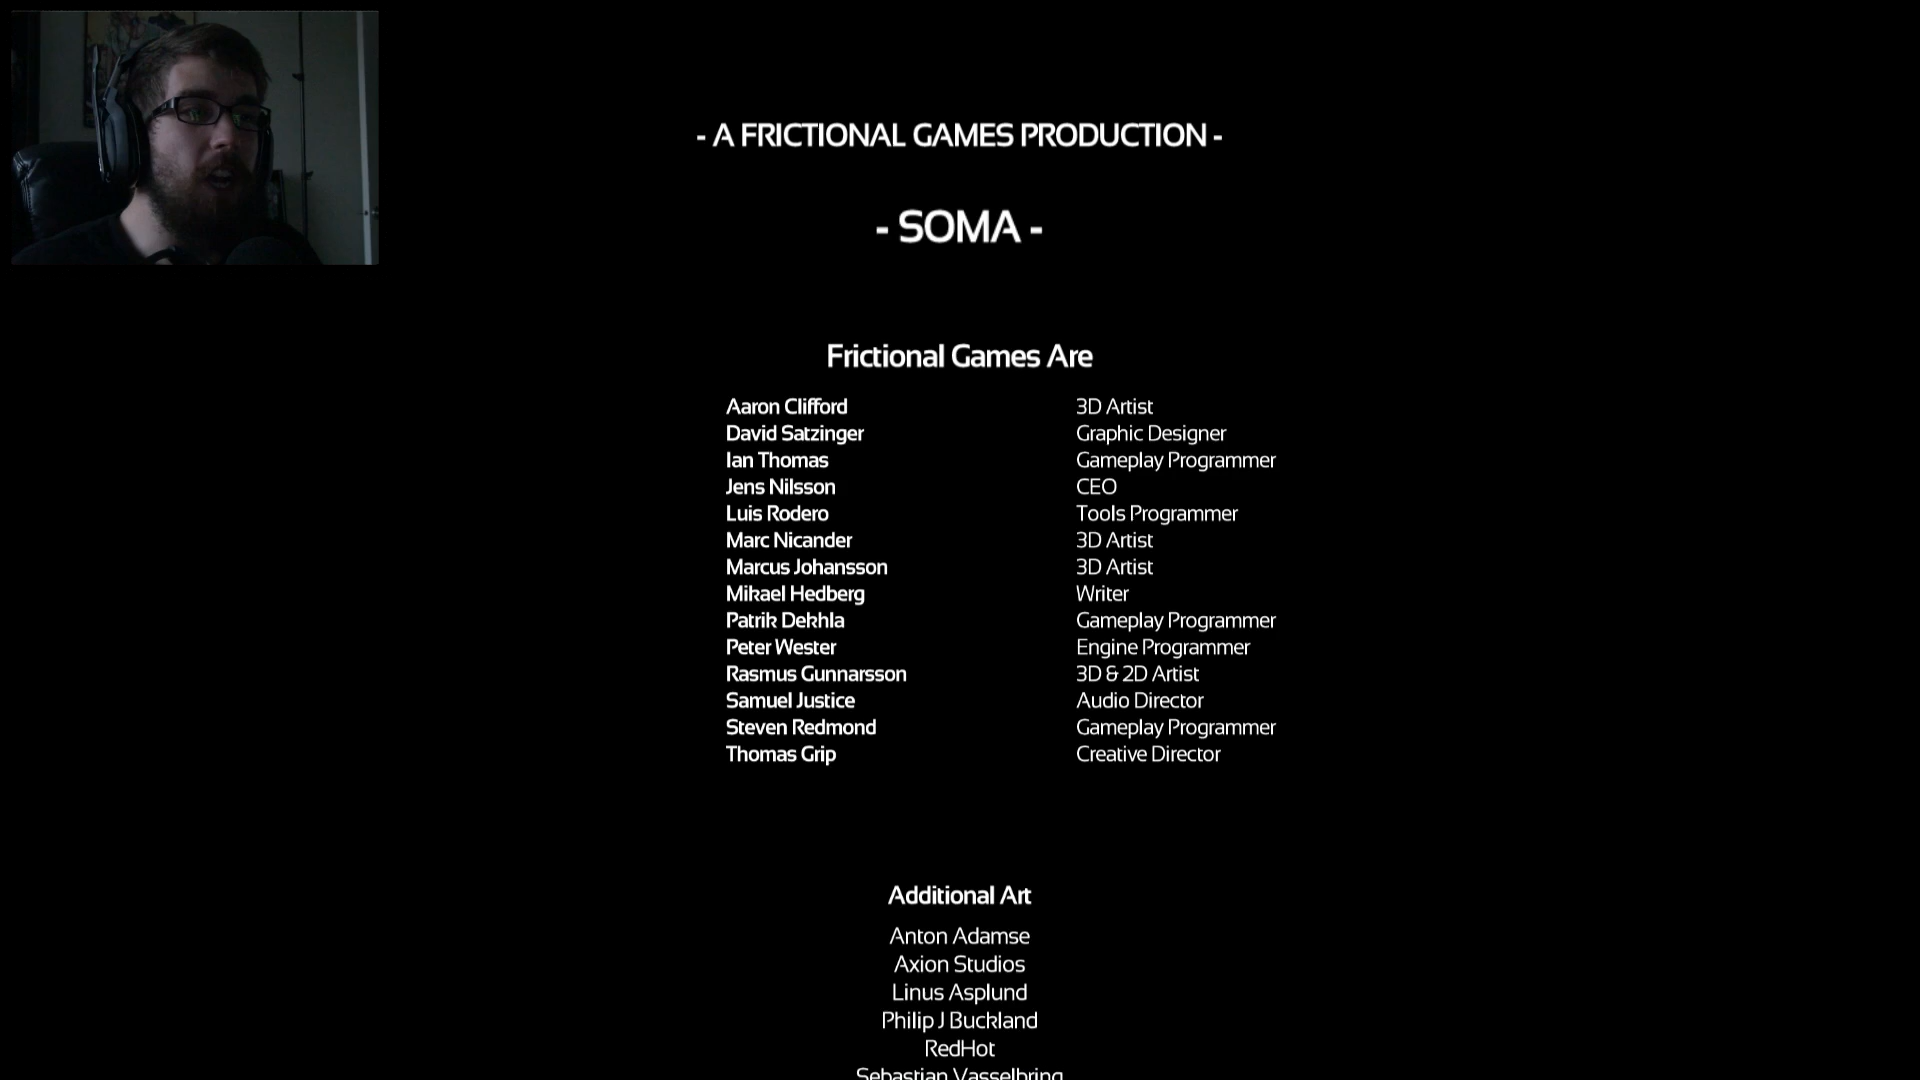 - A FRICTIONAL GAMES PRODUCTION -
- SOMA -
Frictional Games Are
Aaron Clifford 3D Artist
David Satzinger Graphic Designer
Ian Thomas Gameplay Programmer
Jens Nilsson CEO
Luis Rodero Tools Programmer
Marc Nicander 3D Artist
Marcus Johansson 3D Artist
Mikael Hedberg Writer
Patrik Dekhla Gameplay Programmer
Peter Wester Engine Programmer
Rasmus Gunnarsson 3D & 2D Artist
Samuel Justice Audio Director
Steven Redmond Gameplay Programmer
Thomas Grip Creative Director
Additional Art
Anton Adamse
Axion Studios
Linus Asplund
Philip J Buckland
RedHot
Sebastian Vasselbring